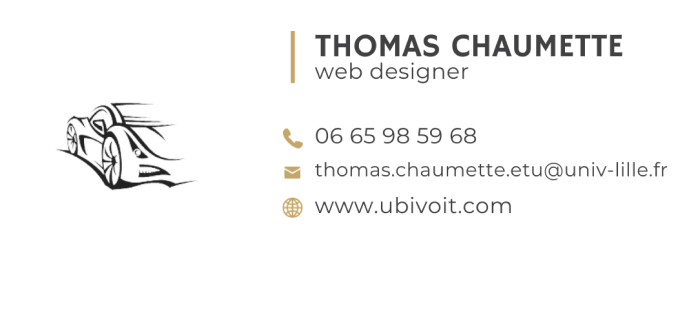 THOMAS CHAUMETTE
web designer
06 65 98 59 68
thomas.chaumette.etu@univ-lille.fr
www.ubivoit.com